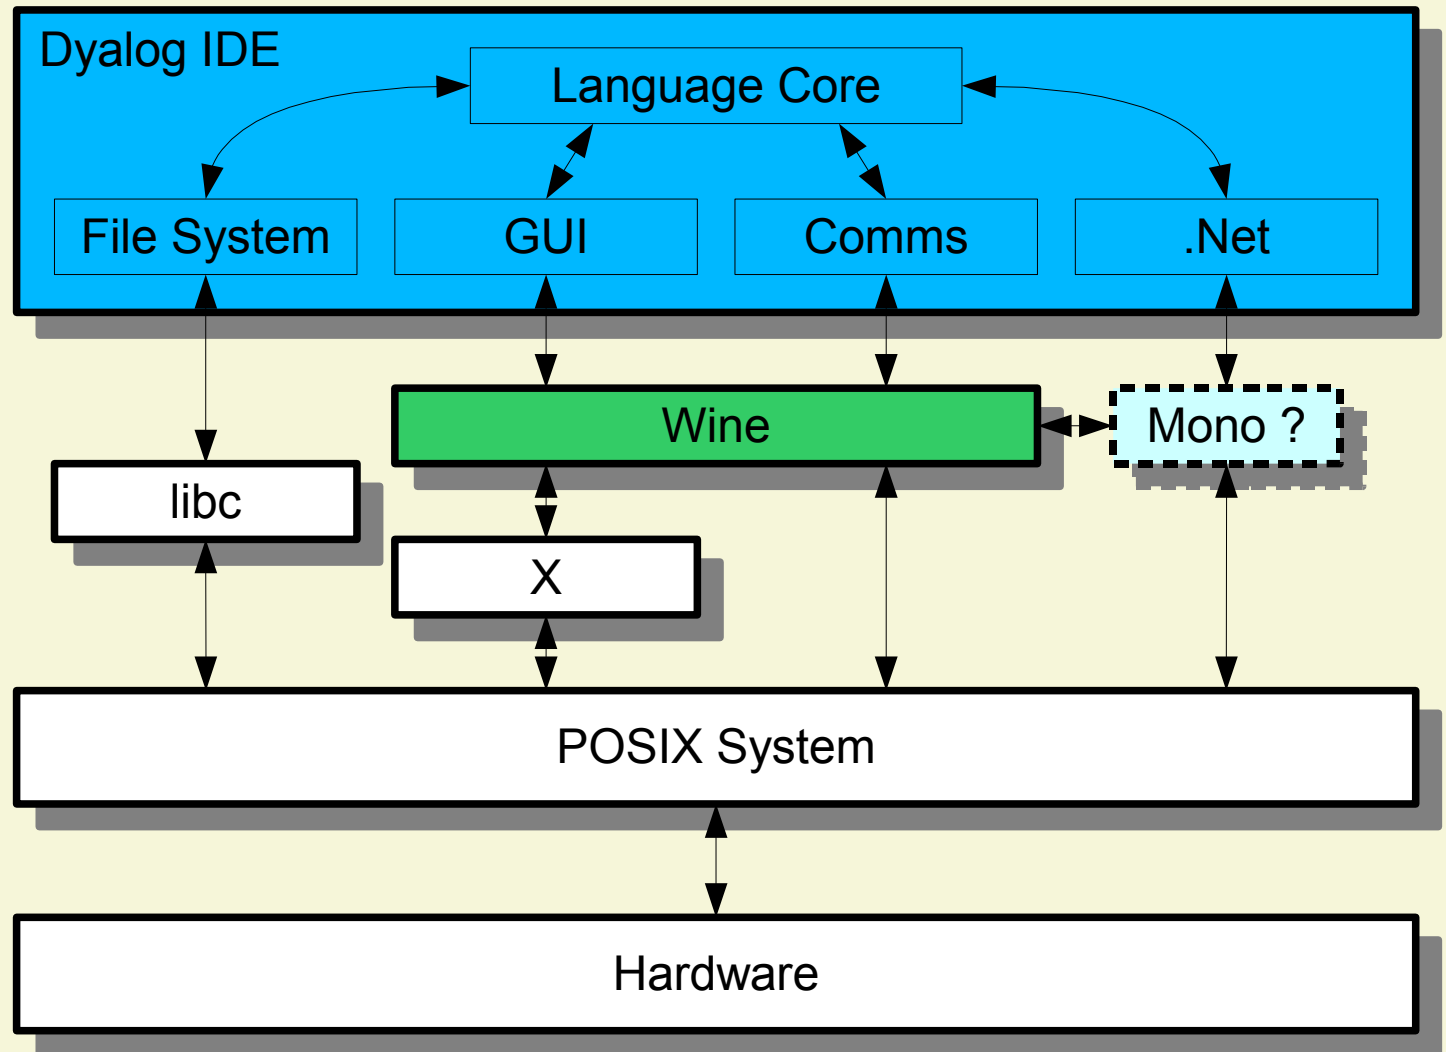 Dyalog IDE
Language Core
File System
GUI
Comms
.Net
Wine
Mono ?
libc
X
POSIX System
Hardware